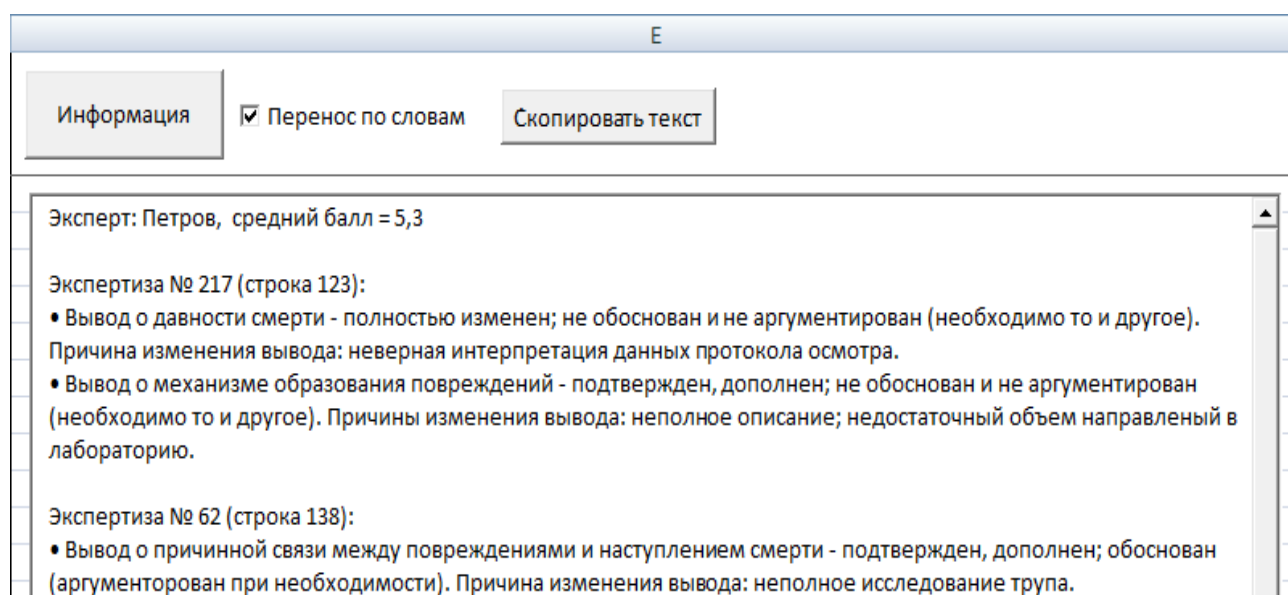 E
Информация Перенос по словам Скопировать текст
Эксперт: Петров, средний балл = 5,3
Экспертиза № 217 (строка 123):
• Вывод о давности смерти - полностью изменен; не обоснован и не аргументирован (необходимо то и другое).
Причина изменения вывода: неверная интерпретация данных протокола осмотра.
• Вывод о механизме образования повреждений - подтвержден, дополнен; не обоснован и не аргументирован
(необходимо то и другое). Причины изменения вывода: неполное описание; недостаточный объем направленый в
лабораторию.
Экспертиза № 62 (строка 138):
• Вывод о причинной связи между повреждениями и наступлением смерти - подтвержден, дополнен; обоснован
(аргументорован при необходимости). Причина изменения вывода: неполное исследование трупа.